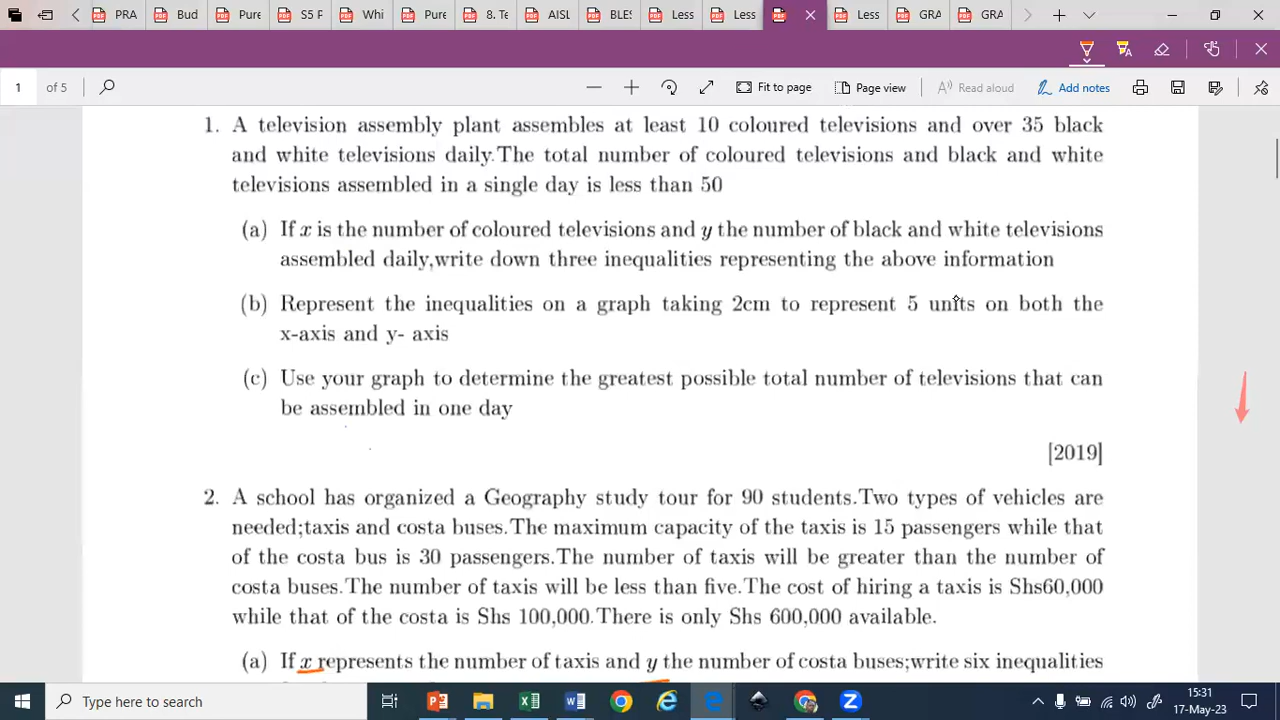 PRA
Bud
Pure
S5 P
Whi
Pure
8. Te
AISL
BLES
Less
Less
Less
GRA
GRA
1 of 5
Fit to page
Page view
Read aloud
Add notes
1. A television assembly plant assembles at least 10 coloured televisions and over 35 black
and white televisions daily.The total number of coloured televisions and black and white
televisions assembled in a single day is less than 50
(a) If x is the number of coloured televisions and y the number of black and white televisions
assembled daily,write down three inequalities representing the above information
(b) Represent the inequalities on a graph taking 2cm to represent 5 units on both the
x-axis and y- axis
(c) Use your graph to determine the greatest possible total number of televisions that can
be assembled in one day
[2019]
2. A school has organized a Geography study tour for 90 students.Two types of vehicles are
needed;taxis and costa buses.The maximum capacity of the taxis is 15 passengers while that
of the costa bus is 30 passengers.The number of taxis will be greater than the number of
costa buses.The number of taxis will be less than five.The cost of hiring a taxis is Shs60,000
while that of the costa is Shs 100,000.There is only Shs 600,000 available.
(a) If x represents the number of taxis and y the number of costa buses;write six inequalities
Type here to search
15:31
17-May-23